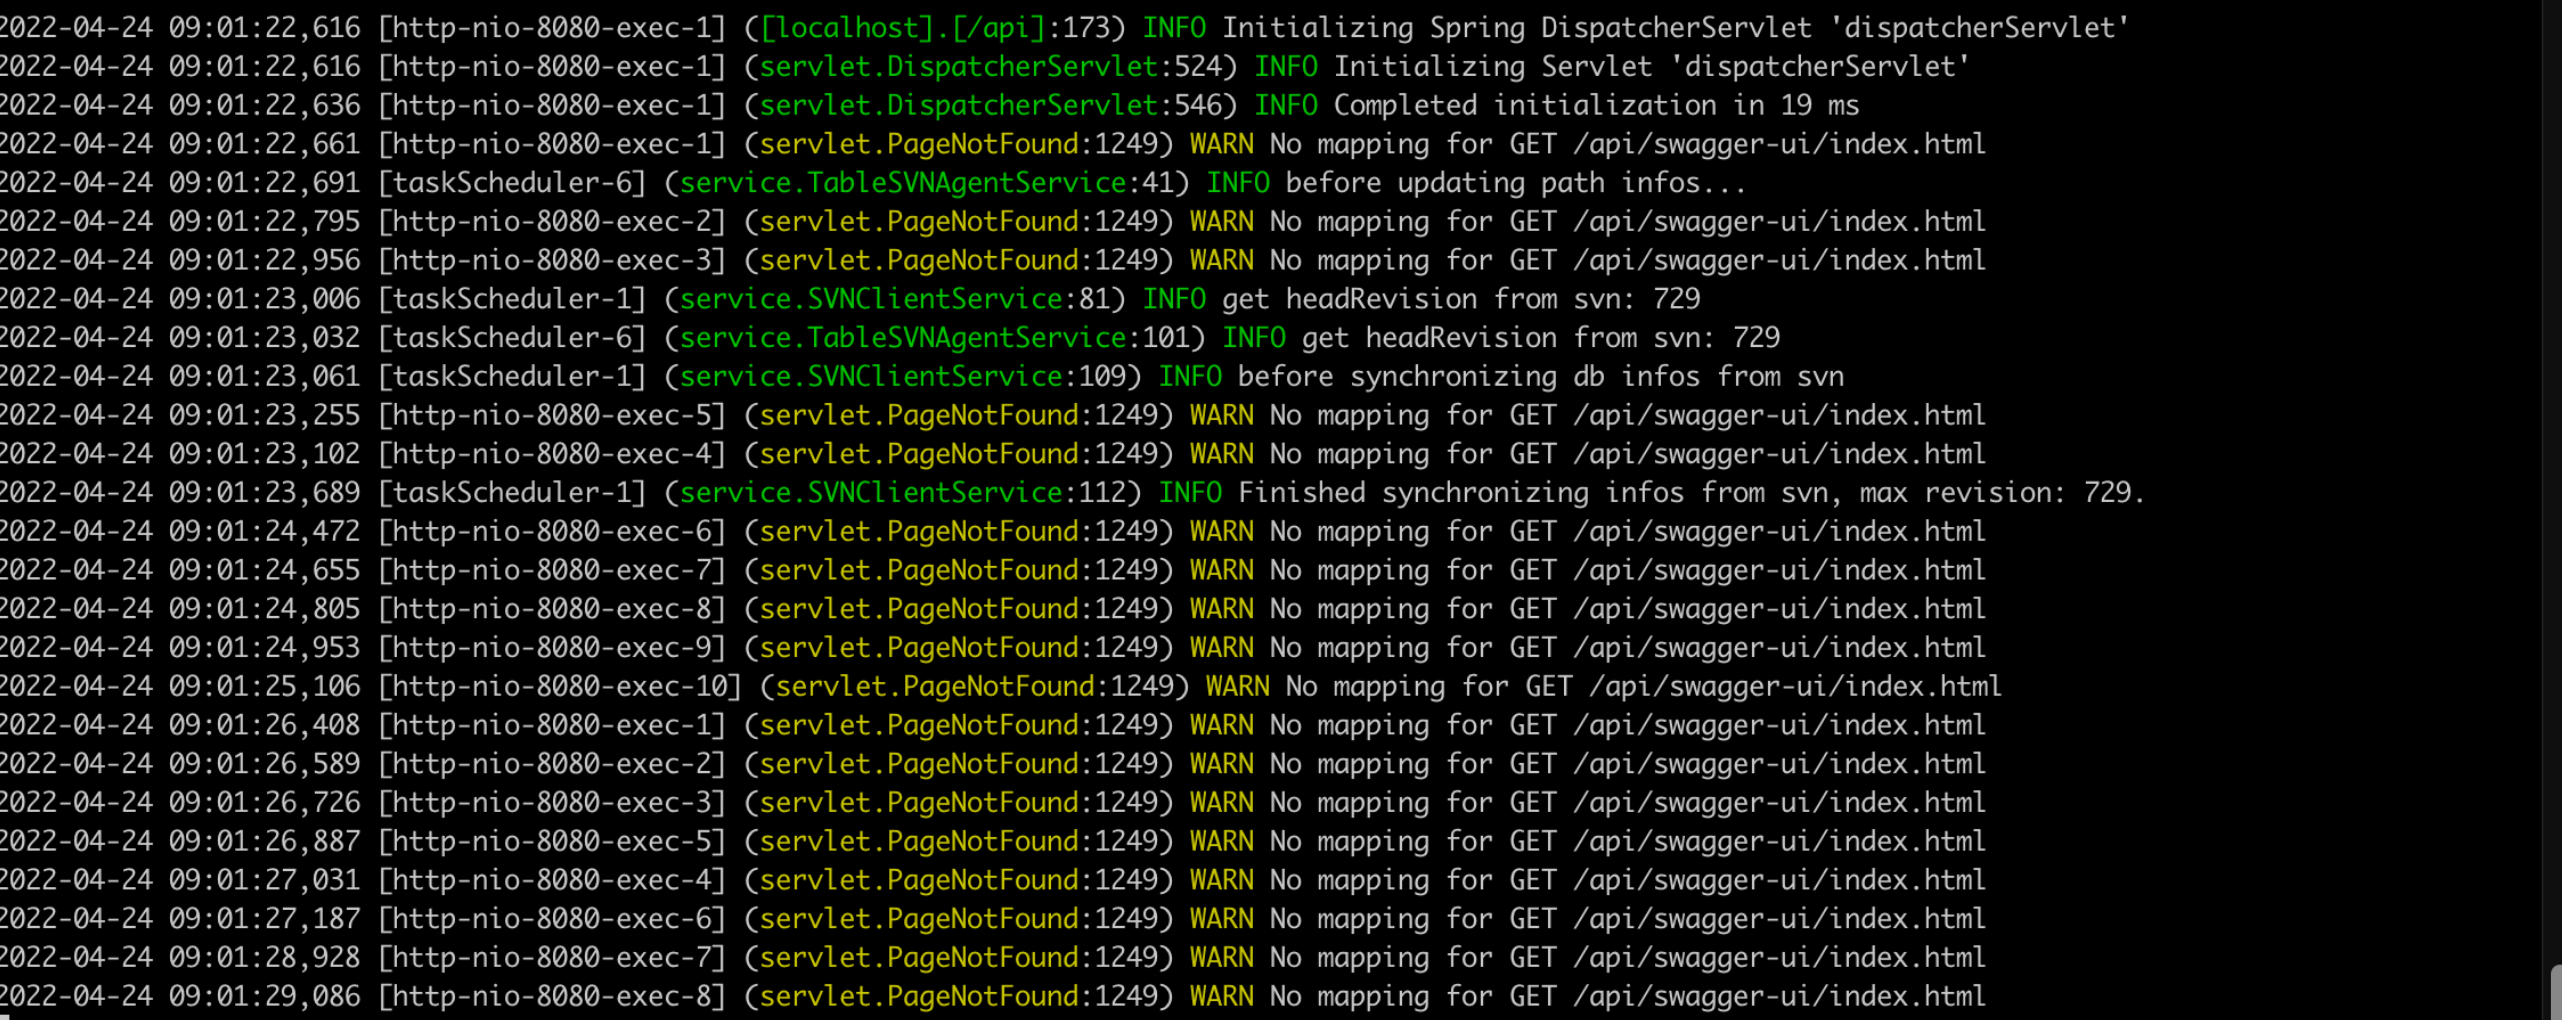 2022-04-24 09:01:22,616 [http-nio-8080-exec-1] ([localhost].[/api]:173) INFO Initializing Spring DispatcherServlet 'dispatcherServlet'
2022-04-24 09:01:22,616 [http-nio-8080-exec-1] (servlet.DispatcherServlet:524) INFO Initializing Servlet 'dispatcherServlet'
2022-04-24 09:01:22,636 [http-nio-8080-exec-1] (servlet.DispatcherServlet:546) INFO Completed initialization in 19 ms
2022-04-24 09:01:22,661 [http-nio-8080-exec-1] (servlet.PageNotFound:1249) WARN No mapping for GET /api/swagger-ui/index.html
2022-04-24 09:01:22,691 [taskScheduler-6] (service.TableSVNAgentService:41) INFO before updating path infos...
2022-04-24 09:01:22,795 [http-nio-8080-exec-2] (servlet.PageNotFound:1249) WARN No mapping for GET /api/swagger-ui/index.html
2022-04-24 09:01:22,956 [http-nio-8080-exec-3] (servlet.PageNotFound:1249) WARN No mapping for GET /api/swagger-ui/index.html
2022-04-24 09:01:23,006 [taskScheduler-1] (service.SVNClientService:81) INFO get headRevision from svn: 729
2022-04-24 09:01:23,032 [taskScheduler-6] (service.TableSVNAgentService:101) INFO get headRevision from svn: 729
2022-04-24 09:01:23,061 [taskScheduler-1] (service.SVNClientService:109) INFO before synchronizing db infos from svn
2022-04-24 09:01:23,255 [http-nio-8080-exec-5] (servlet.PageNotFound:1249) WARN No mapping for GET /api/swagger-ui/index.html
2022-04-24 09:01:23,102 [http-nio-8080-exec-4] (servlet.PageNotFound:1249) WARN No mapping for GET /api/swagger-ui/index.html
2022-04-24 09:01:23,689 [taskScheduler-1] (service.SVNClientService:112) INFO Finished synchronizing infos from svn, max revision: 729.
2022-04-24 09:01:24,472 [http-nio-8080-exec-6] (servlet.PageNotFound:1249) WARN No mapping for GET /api/swagger-ui/index.html
2022-04-24 09:01:24,655 [http-nio-8080-exec-7] (servlet.PageNotFound:1249) WARN No mapping for GET /api/swagger-ui/index.html
2022-04-24 09:01:24,805 [http-nio-8080-exec-8] (servlet.PageNotFound:1249) WARN No mapping for GET /api/swagger-ui/index.html
2022-04-24 09:01:24,953 [http-nio-8080-exec-9] (servlet.PageNotFound:1249) WARN No mapping for GET /api/swagger-ui/index.html
2022-04-24 09:01:25,106 [http-nio-8080-exec-10] (servlet.PageNotFound:1249) WARN No mapping for GET /api/swagger-ui/index.html
2022-04-24 09:01:26,408 [http-nio-8080-exec-1] (servlet.PageNotFound:1249) WARN No mapping for GET /api/swagger-ui/index.html
2022-04-24 09:01:26,589 [http-nio-8080-exec-2] (servlet.PageNotFound:1249) WARN No mapping for GET /api/swagger-ui/index.html
2022-04-24 09:01:26,726 [http-nio-8080-exec-3] (servlet.PageNotFound:1249) WARN No mapping for GET /api/swagger-ui/index.html
2022-04-24 09:01:26,887 [http-nio-8080-exec-5] (servlet.PageNotFound:1249) WARN No mapping for GET /api/swagger-ui/index.html
2022-04-24 09:01:27,031 [http-nio-8080-exec-4] (servlet.PageNotFound:1249) WARN No mapping for GET /api/swagger-ui/index.html
2022-04-24 09:01:27,187 [http-nio-8080-exec-6] (servlet.PageNotFound:1249) WARN No mapping for GET /api/swagger-ui/index.html
2022-04-24 09:01:28,928 [http-nio-8080-exec-7] (servlet.PageNotFound:1249) WARN No mapping for GET /api/swagger-ui/index.html
2022-04-24 09:01:29,086 [http-nio-8080-exec-8] (servlet.PageNotFound:1249) WARN No mapping for GET /api/swagger-ui/index.html